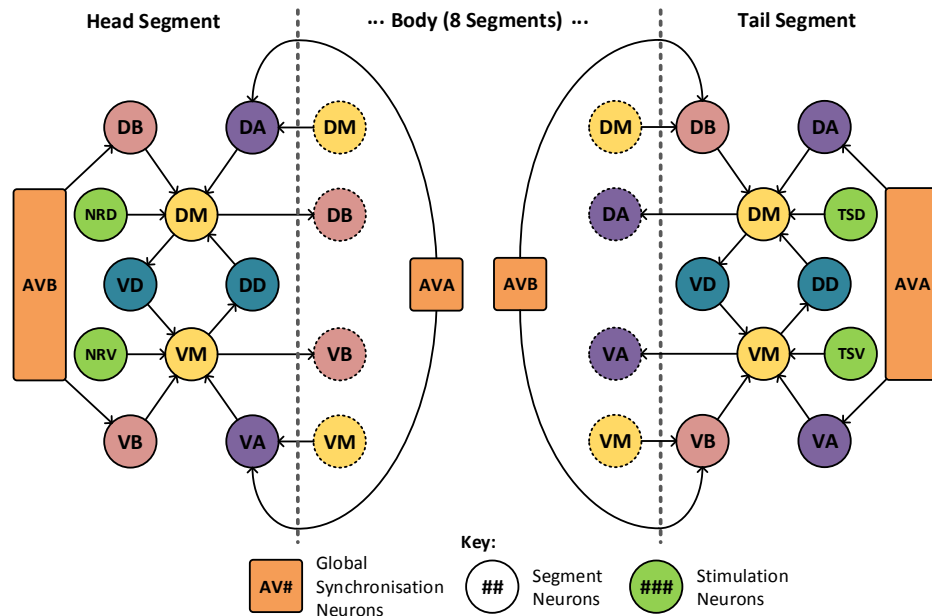 Head Segment
... Body (8 Segments) ...
Tail Segment
DB
DA
DM
DM
DB
DA
NRD
DM
DB
DA
DM
TSD
AVB
VD
DD
AVA
AVB
VD
DD
AVA
NRV
VM
VB
VA
VM
TSV
VB
VA
VM
VM
VB
VA
Key:
AV#
Global
Synchronisation
Neurons
##
Segment
Neurons
###
Stimulation
Neurons